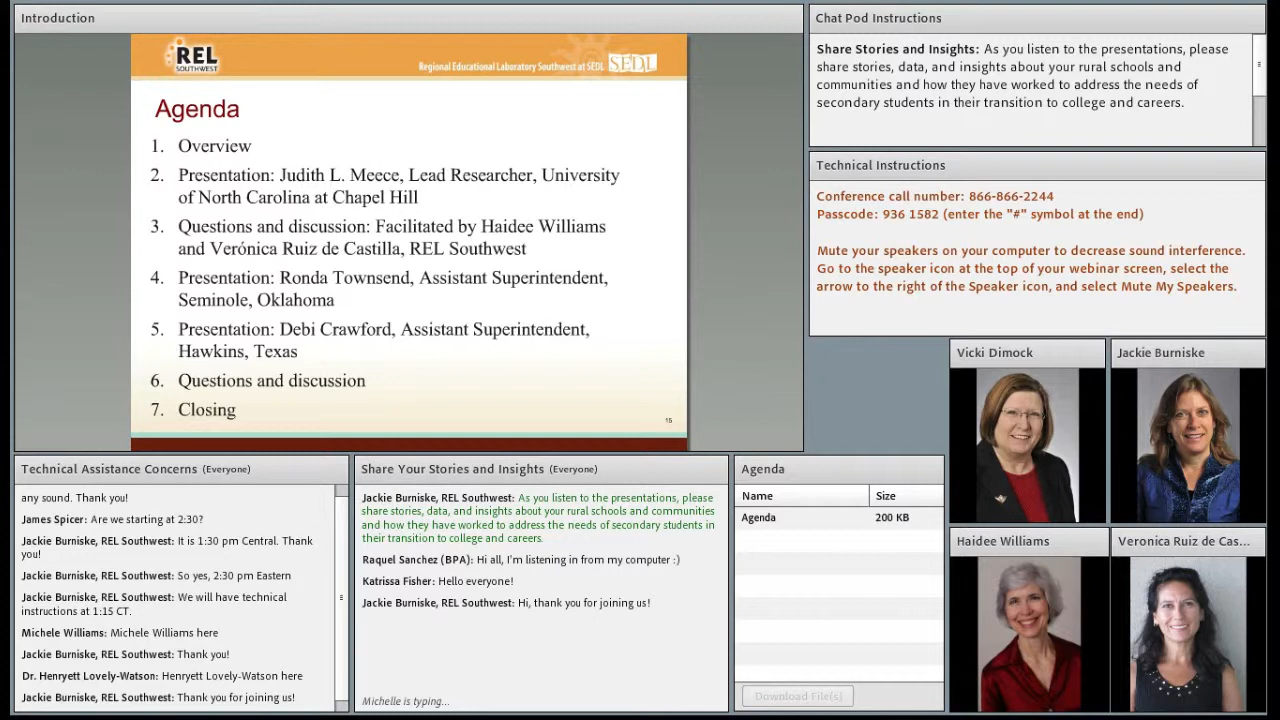 Introduction
REL
SOUTHWEST
Regional Educational Laboratory Southwest at SEDL
SEDL
Agenda
1. Overview
2. Presentation: Judith L. Meece, Lead Researcher, University
of North Carolina at Chapel Hill
3. Questions and discussion: Facilitated by Haidee Williams
and Verónica Ruiz de Castilla, REL Southwest
4. Presentation: Ronda Townsend, Assistant Superintendent,
Seminole, Oklahoma
5. Presentation: Debi Crawford, Assistant Superintendent,
Hawkins, Texas
6. Questions and discussion
7. Closing
15
Chat Pod Instructions
Share Stories and Insights: As you listen to the presentations, please
share stories, data, and insights about your rural schools and
communities and how they have worked to address the needs of
secondary students in their transition to college and careers.
Technical Instructions
Conference call number: 866-866-2244
Passcode: 936 1582 (enter the "#" symbol at the end)
Mute your speakers on your computer to decrease sound interference.
Go to the speaker icon at the top of your webinar screen, select the
arrow to the right of the Speaker icon, and select Mute My Speakers.
Vicki Dimock
Jackie Burniske
Haidee Williams
Veronica Ruiz de Cas...
Technical Assistance Concerns (Everyone)
any sound. Thank you!
James Spicer: Are we starting at 2:30?
Jackie Burniske, REL Southwest: It is 1:30 pm Central. Thank
you!
Jackie Burniske, REL Southwest: So yes, 2:30 pm Eastern
Jackie Burniske, REL Southwest: We will have technical
instructions at 1:15 CT.
Michele Williams: Michele Williams here
Jackie Burniske, REL Southwest: Thank you!
Dr. Henryett Lovely-Watson: Henryett Lovely-Watson here
Jackie Burniske, REL Southwest: Thank you for joining us!
Share Your Stories and Insights (Everyone)
Jackie Burniske, REL Southwest: As you listen to the presentations, please
share stories, data, and insights about your rural schools and communities
and how they have worked to address the needs of secondary students in
their transition to college and careers.
Raquel Sanchez (BPA): Hi all, I'm listening in from my computer :)
Katrissa Fisher: Hello everyone!
Jackie Burniske, REL Southwest: Hi, thank you for joining us!
Michelle is typing...
Agenda
Name Size
Agenda 200 KB
Download File(s)